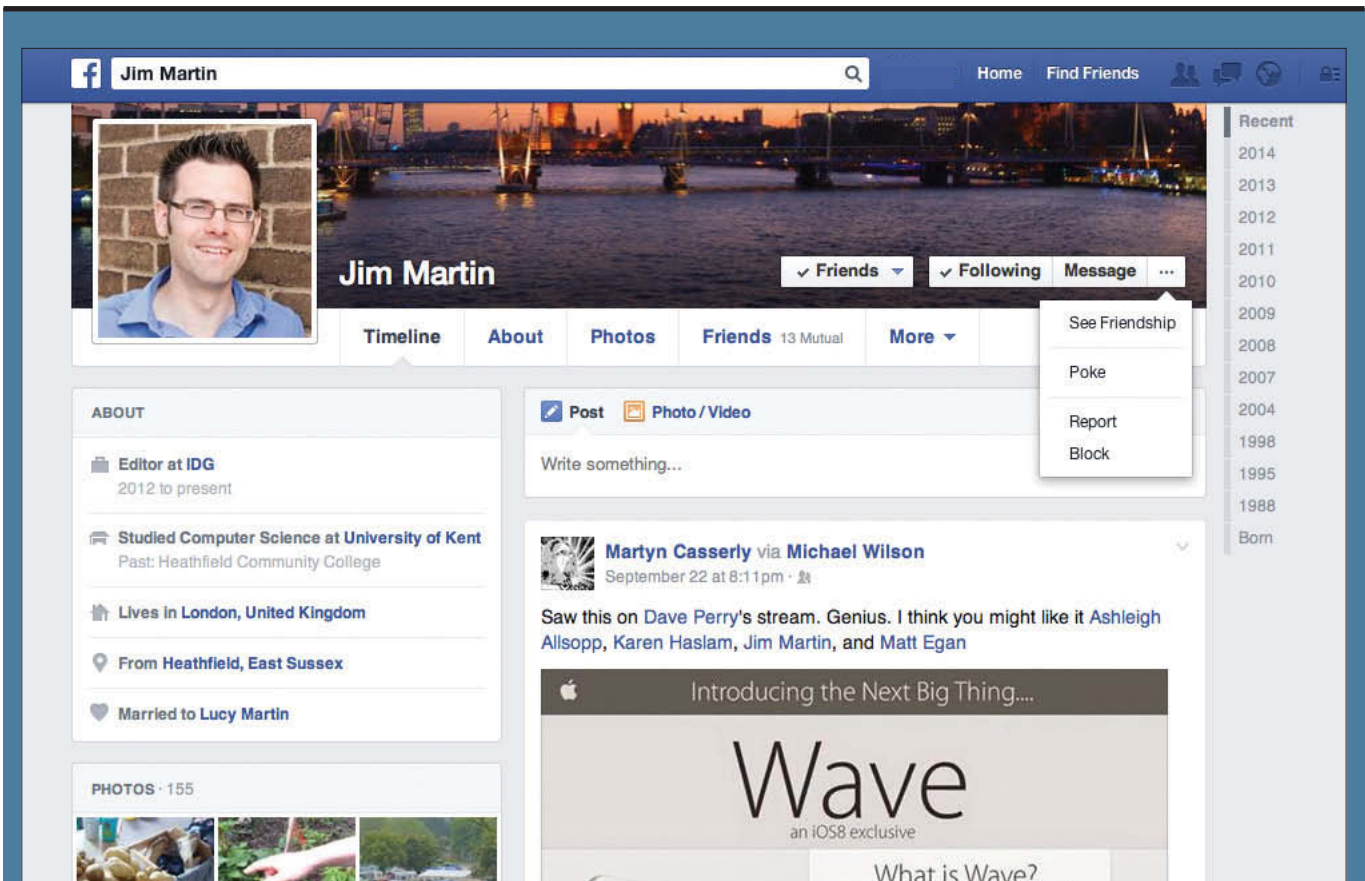 f
Jim Martin
Home
Find Friends
Recent
2014
2013
2012
2011
2010
2009
2008
2007
2004
1998
1995
1988
Born
Jim Martin
Friends
Following
Message
...
See Friendship
Poke
Report
Block
Timeline
About
Photos
Friends 13 Mutual
More
ABOUT
Editor at IDG
2012 to present
Studied Computer Science at University of Kent
Past: Heathfield Community College
Lives in London, United Kingdom
From Heathfield, East Sussex
Married to Lucy Martin
PHOTOS · 155
Post
Photo / Video
Write something...
Martyn Casserly via Michael Wilson
September 22 at 8:11pm ·
Saw this on Dave Perry's stream. Genius. I think you might like it Ashleigh
Allsopp, Karen Haslam, Jim Martin, and Matt Egan
Introducing the Next Big Thing....
Wave
an iOS8 exclusive
What is Wave?